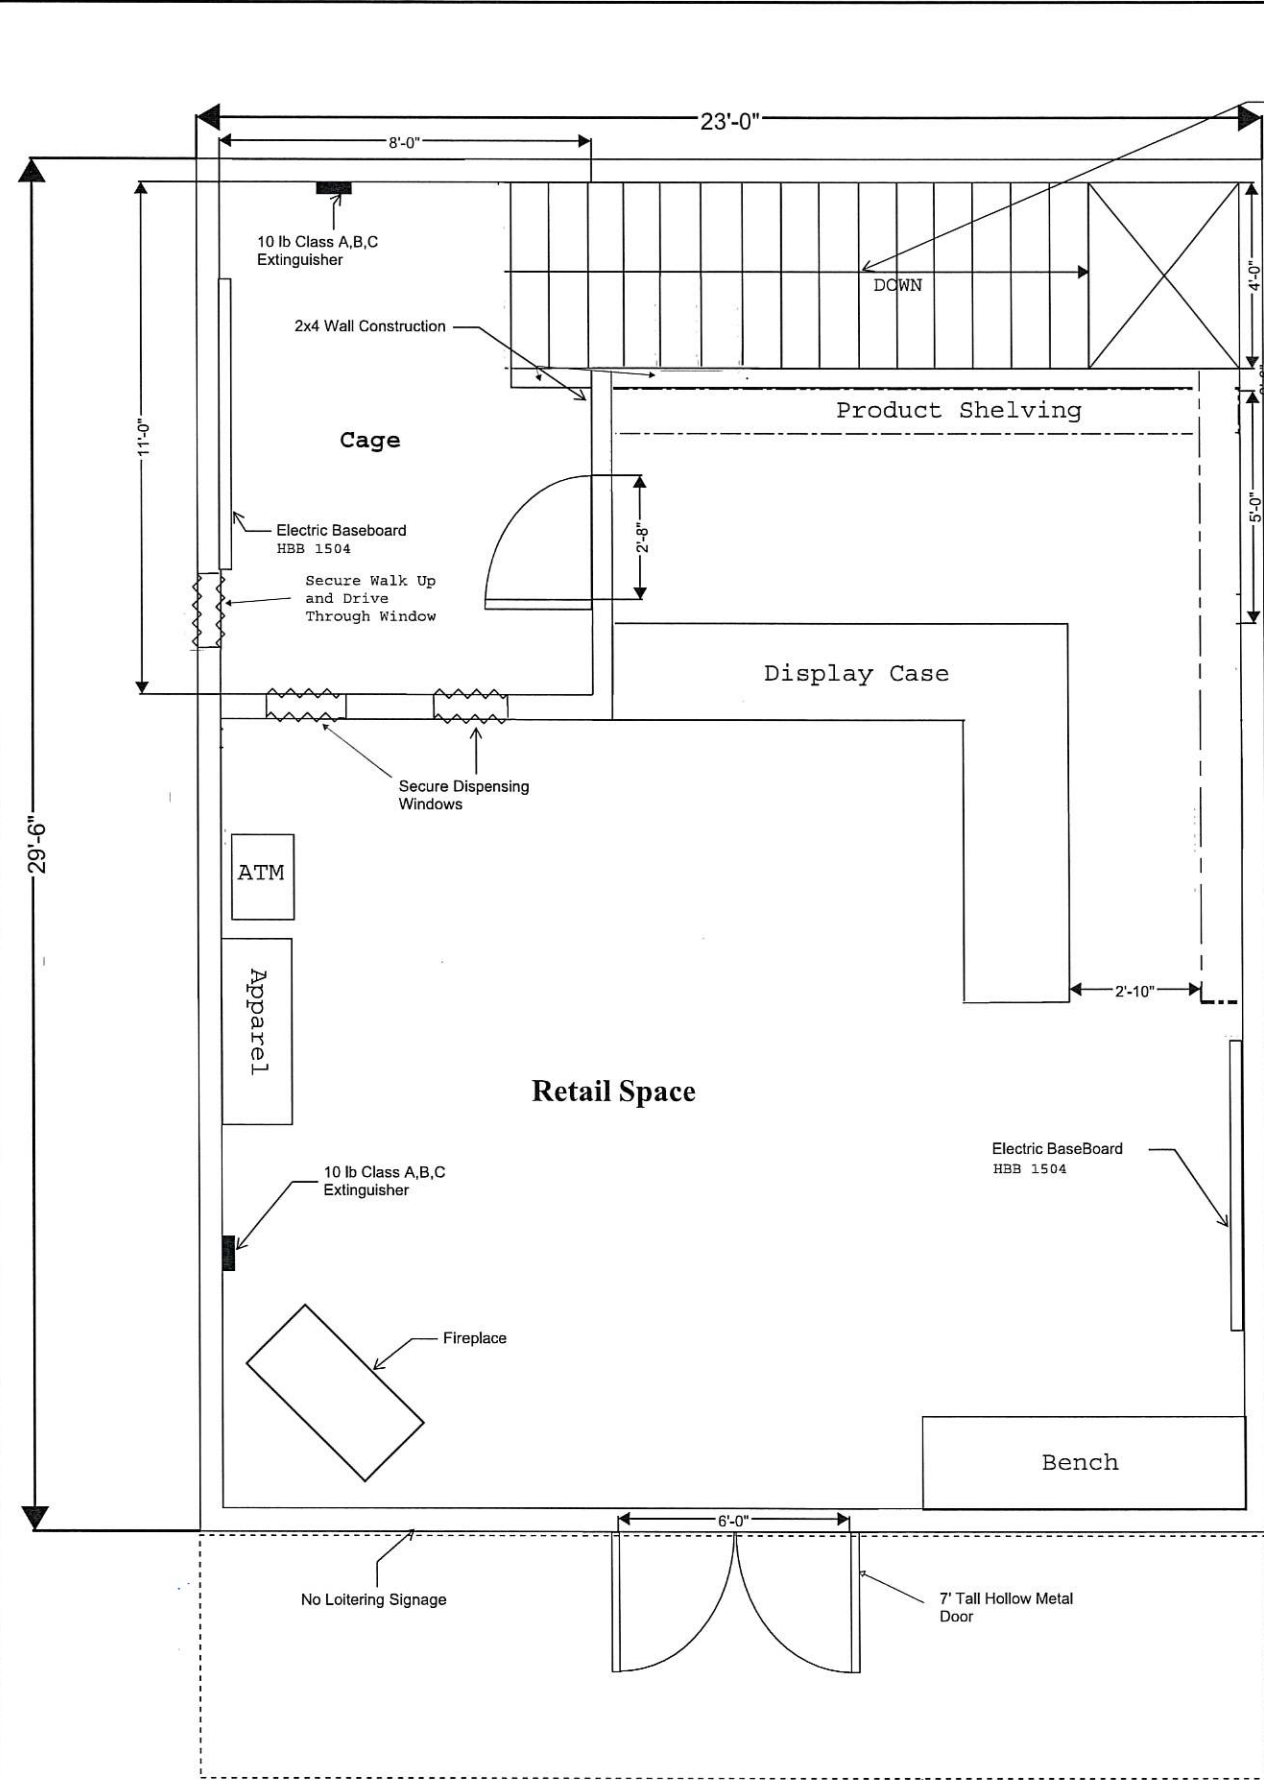 23'-0"
8'-0"
10 lb Class A,B,C
Extinguisher
4'-0"
DOWN
2x4 Wall Construction
Product Shelving
11'-0"
Cage
5'-0"
2'-8"
Electric Baseboard
HBB 1504
Secure Walk Up
and Drive
Through Window
Display Case
Secure Dispensing
Windows
29'-6"
ATM
Apparel
2'-10"
Retail Space
Electric BaseBoard
HBB 1504
10 lb Class A,B,C
Extinguisher
Fireplace
Bench
6'-0"
No Loitering Signage
7' Tall Hollow Metal
Door